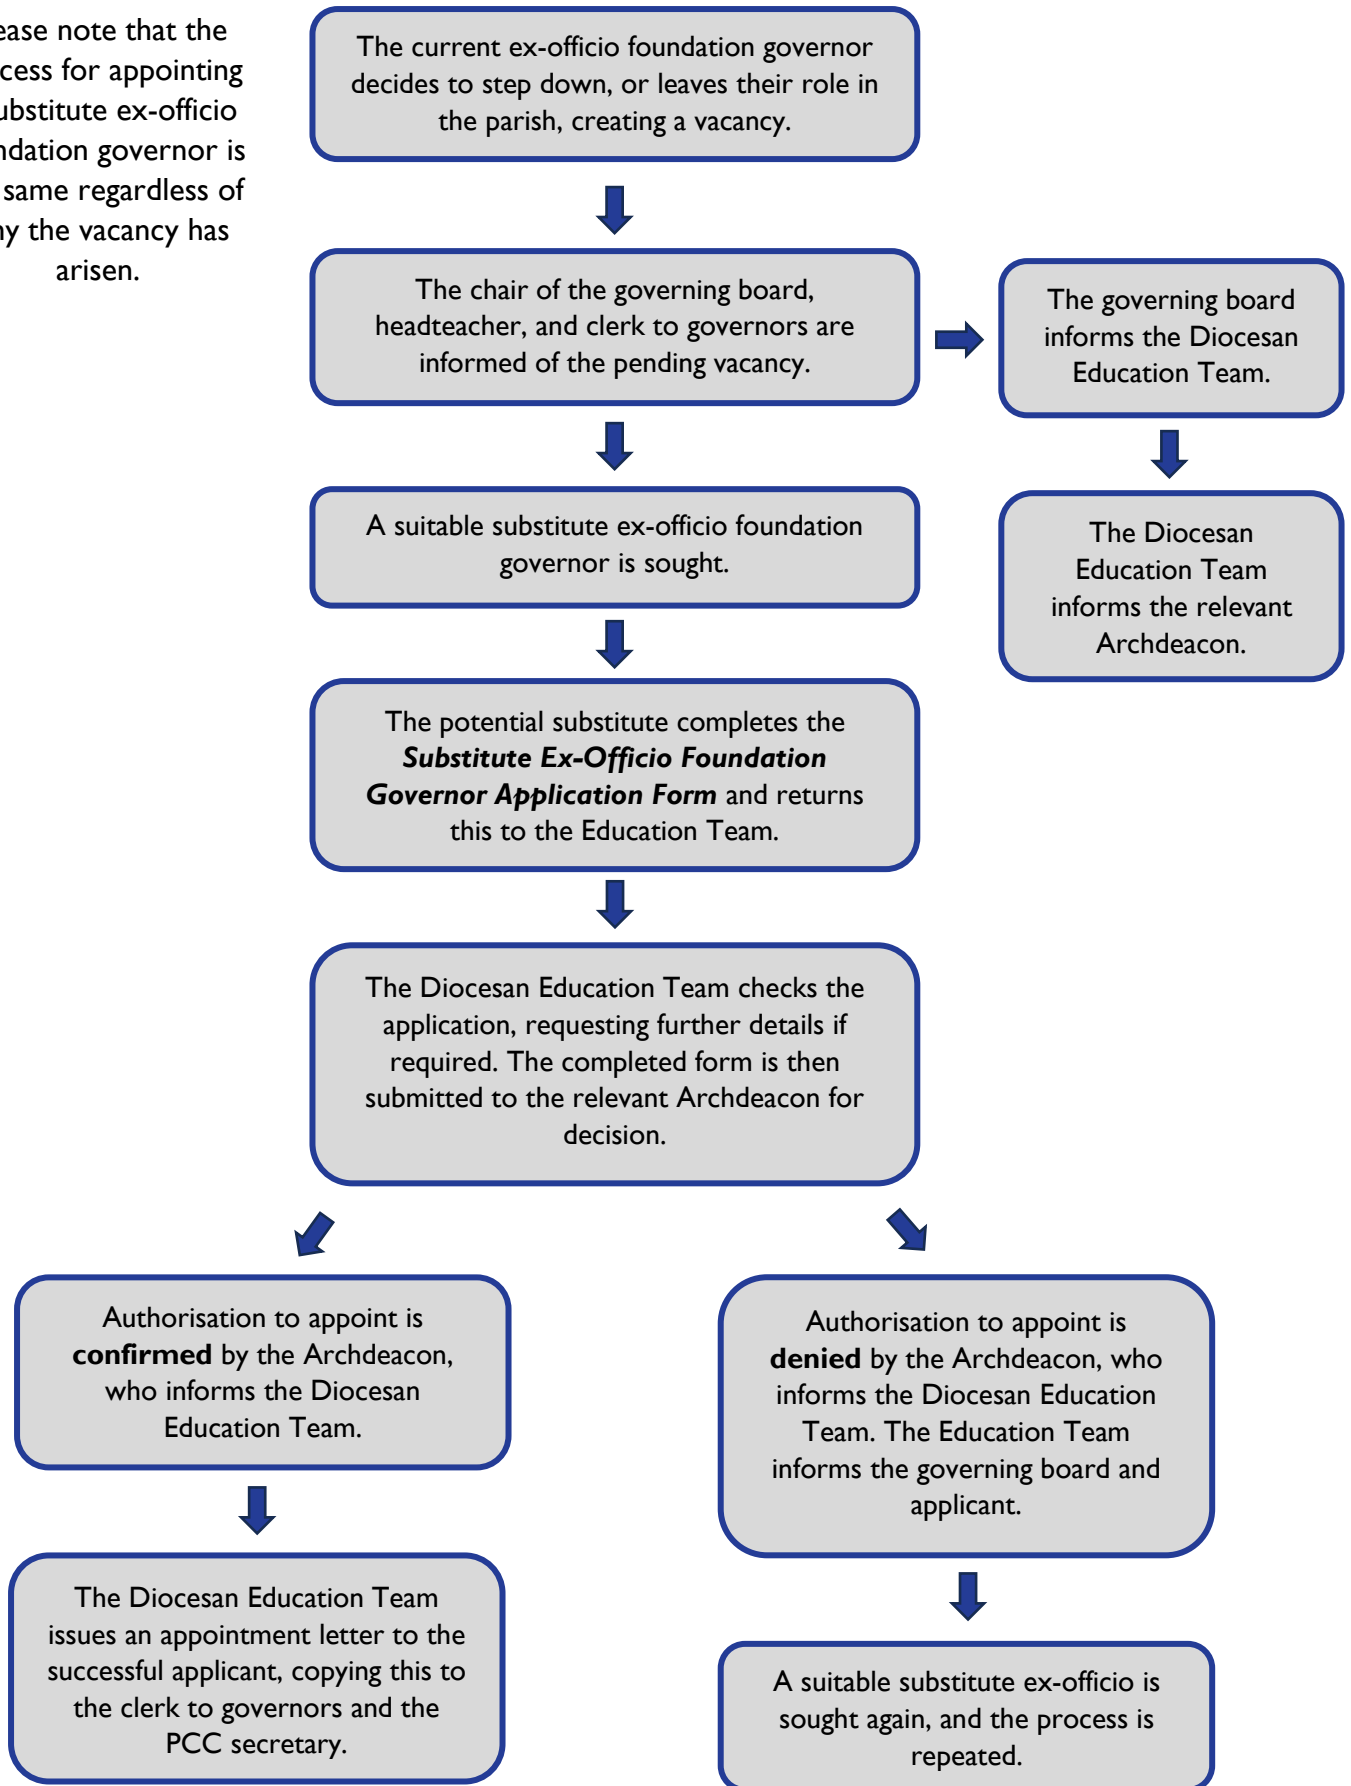 ease note that the
cess for appointing
ubstitute ex-officio
ndation governor is
same regardless of
y the vacancy has
arisen.
The current ex-officio foundation governor
decides to step down, or leaves their role in
the parish, creating a vacancy.
The chair of the governing board,
headteacher, and clerk to governors are
informed of the pending vacancy.
The governing board
informs the Diocesan
Education Team.
A suitable substitute ex-officio foundation
governor is sought.
The Diocesan
Education Team
informs the relevant
Archdeacon.
The potential substitute completes the
Substitute Ex-Officio Foundation
Governor Application Form and returns
this to the Education Team.
The Diocesan Education Team checks the
application, requesting further details if
required. The completed form is then
submitted to the relevant Archdeacon for
decision.
Authorisation to appoint is
confirmed by the Archdeacon,
who informs the Diocesan
Education Team.
Authorisation to appoint is
denied by the Archdeacon, who
informs the Diocesan Education
Team. The Education Team
informs the governing board and
applicant.
The Diocesan Education Team
issues an appointment letter to the
successful applicant, copying this to
the clerk to governors and the
PCC secretary.
A suitable substitute ex-officio is
sought again, and the process is
repeated.